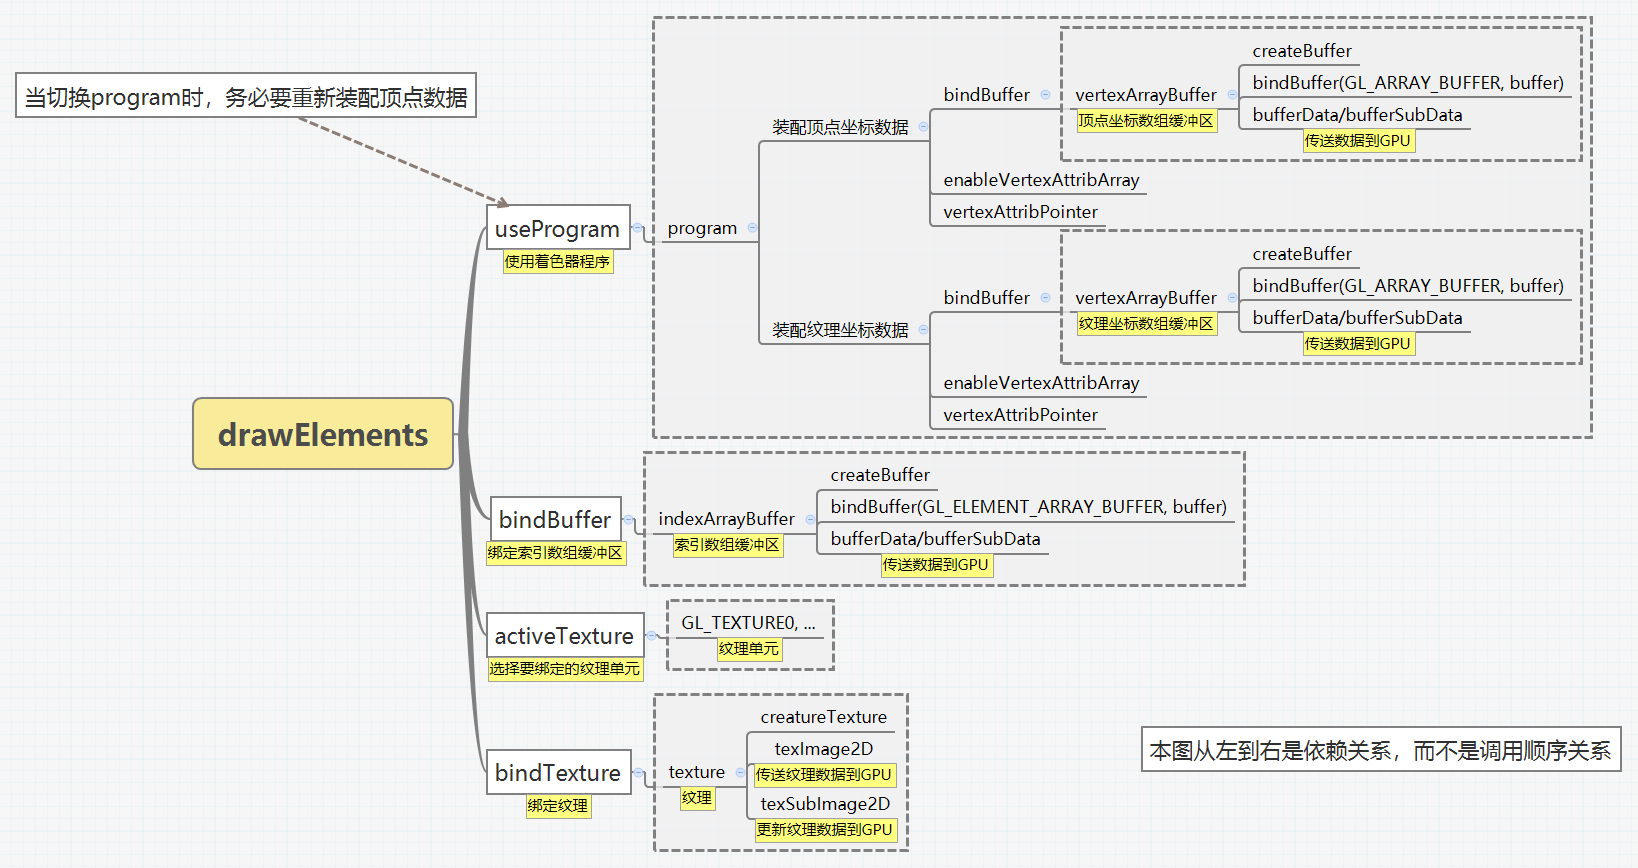 当切换program时，务必要重新装配顶点数据
drawElements
useProgram
使用着色器程序
program
装配顶点坐标数据
bindBuffer
vertexArrayBuffer
顶点坐标数组缓冲区
createBuffer
bindBuffer(GL_ARRAY_BUFFER, buffer)
bufferData/bufferSubData
传送数据到GPU
enableVertexAttribArray
vertexAttribPointer
装配纹理坐标数据
bindBuffer
vertexArrayBuffer
纹理坐标数组缓冲区
createBuffer
bindBuffer(GL_ARRAY_BUFFER, buffer)
bufferData/bufferSubData
传送数据到GPU
enableVertexAttribArray
vertexAttribPointer
bindBuffer
绑定索引数组缓冲区
indexArrayBuffer
索引数组缓冲区
createBuffer
bindBuffer(GL_ELEMENT_ARRAY_BUFFER, buffer)
bufferData/bufferSubData
传送数据到GPU
activeTexture
选择要绑定的纹理单元
GL_TEXTURE0, ...
纹理单元
bindTexture
绑定纹理
texture
纹理
creatureTexture
texImage2D
传送纹理数据到GPU
texSubImage2D
更新纹理数据到GPU
本图从左到右是依赖关系，而不是调用顺序关系